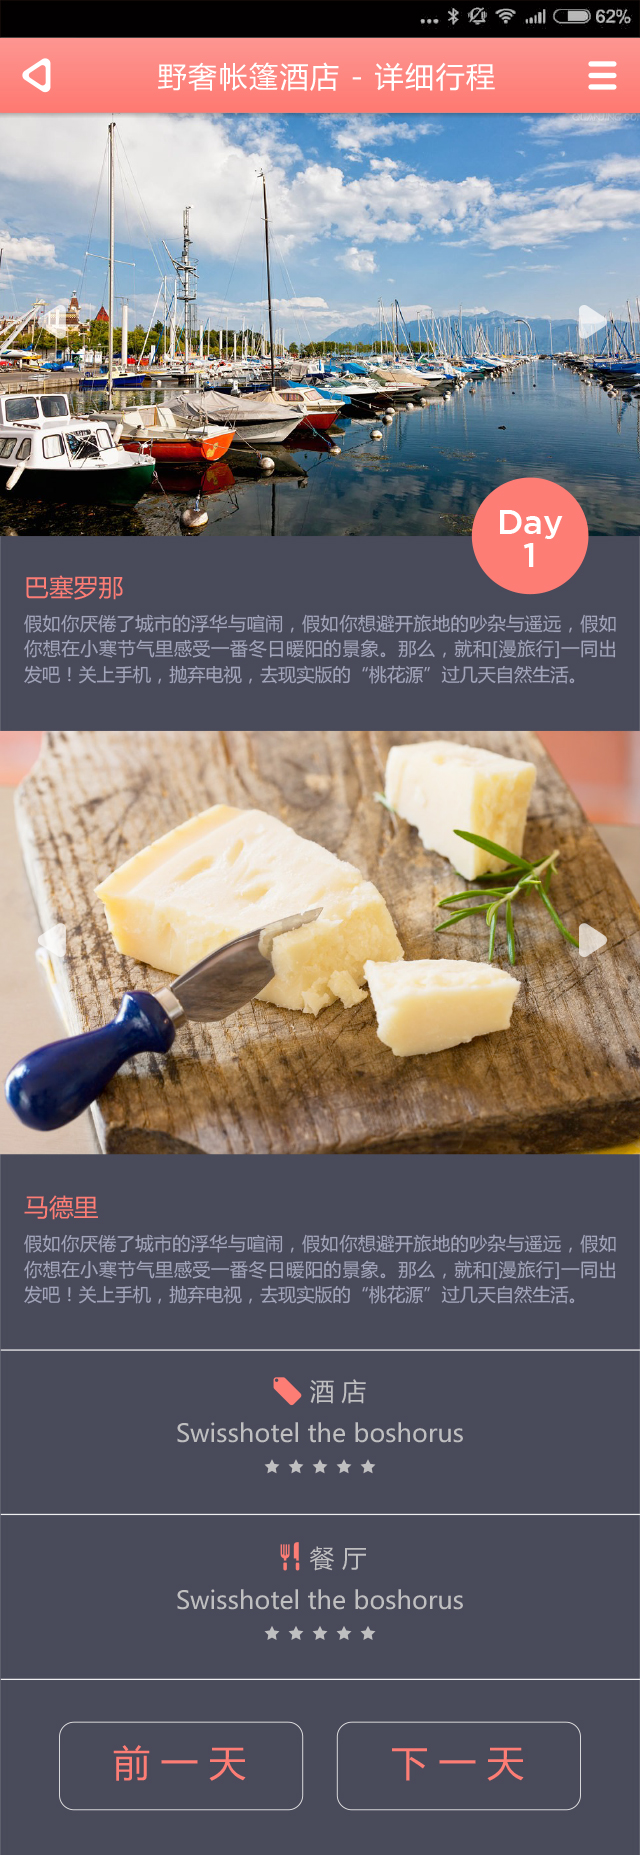 62%
野奢帐篷酒店 - 详细行程
Day
1
巴塞罗那
假如你厌倦了城市的浮华与喧闹，假如你想避开旅地的吵杂与遥远，假如
你想在小寒节气里感受一番冬日暖阳的景象。那么，就和[漫旅行]一同出
发吧！关上手机，抛弃电视，去现实版的“桃花源”过几天自然生活。
马德里
假如你厌倦了城市的浮华与喧闹，假如你想避开旅地的吵杂与遥远，假如
你想在小寒节气里感受一番冬日暖阳的景象。那么，就和[漫旅行]一同出
发吧！关上手机，抛弃电视，去现实版的“桃花源”过几天自然生活。
酒店
Swisshotel the boshorus
餐厅
Swisshotel the boshorus
前一天 下一天